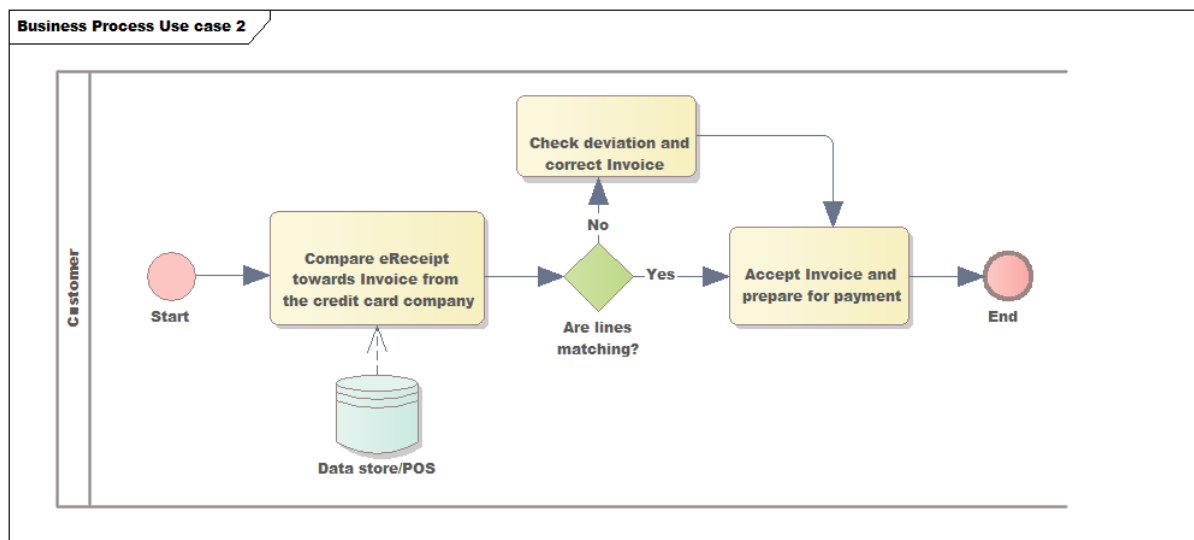 Business Process Use case 2
Customer
Start
Compare eReceipt
towards Invoice from
the credit card company
Data store/POS
Are lines
matching?
No
Yes
Check deviation and
correct Invoice
Accept Invoice and
prepare for payment
End